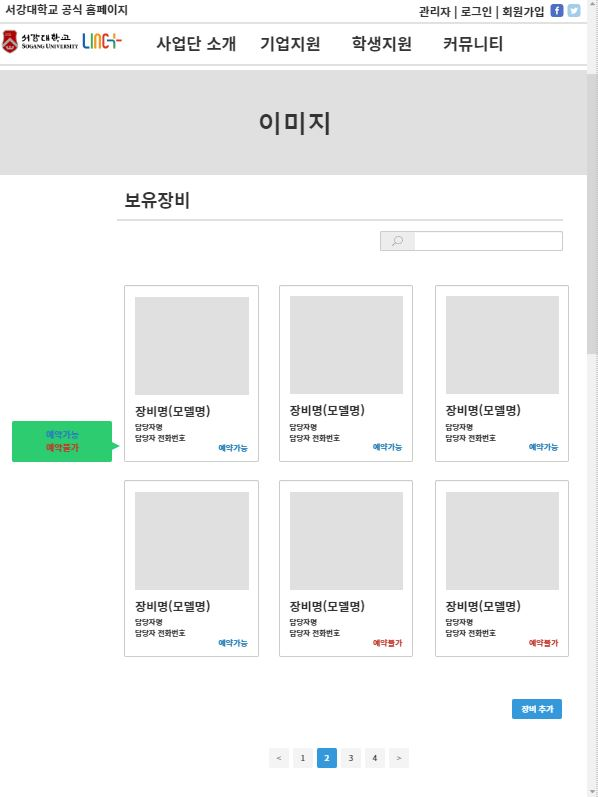 서강대학교 공식 홈페이지
관리자 | 로그인 | 회원가입
서강대학교
SOGANG UNIVERSITY
LINC+
사업단 소개 기업지원 학생지원 커뮤니티
이미지
보유장비
장비명(모델명)
담당자명
담당자 전화번호
예약가능
장비명(모델명)
담당자명
담당자 전화번호
예약가능
장비명(모델명)
담당자명
담당자 전화번호
예약가능
예약가능
예약불가
장비명(모델명)
담당자명
담당자 전화번호
예약가능
장비명(모델명)
담당자명
담당자 전화번호
예약불가
장비명(모델명)
담당자명
담당자 전화번호
예약불가
장비 추가
< 1 2 3 4 >